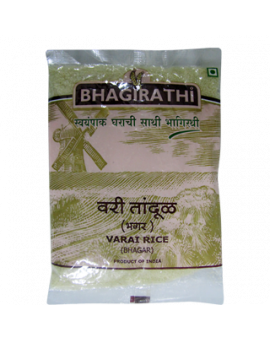 BHAGIRATHI
स्वयंपाक घराची साथी भागिरथी
वरी तांदूळ
(भगर)
VARAI RICE
(BHAGAR)
PRODUCT OF INDIA